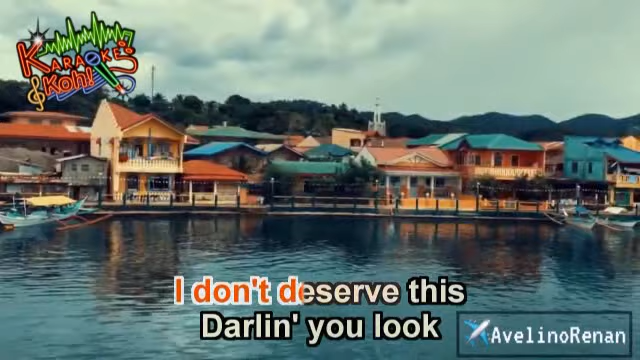 KARAOKE
Koh!
I don't deserve this
Darlin' you look
AvelinoRenan